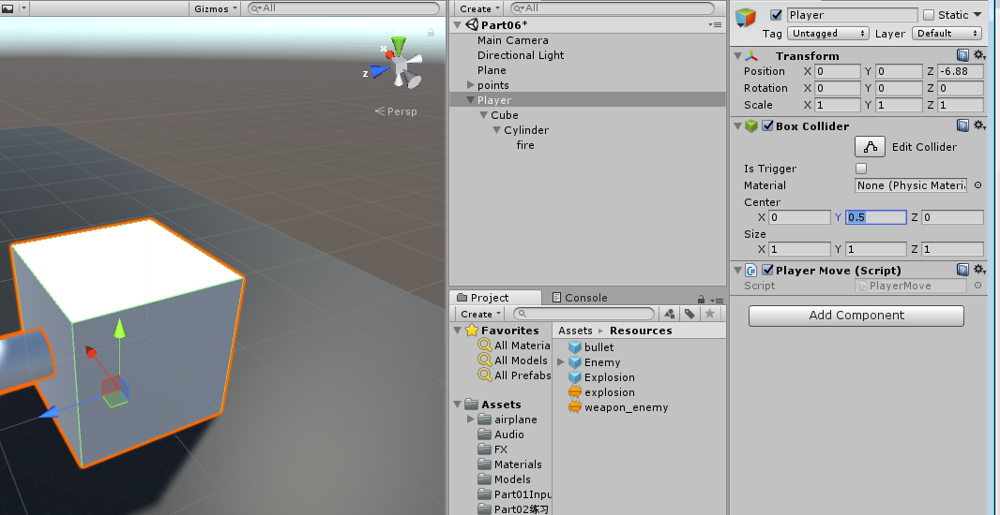 Gizmos All
x
z
Persp
Create All
Part06*
Main Camera
Directional Light
Plane
points
Player
Cube
Cylinder
fire
Project Console
Create
Favorites
All Materia
All Models
All Prefabs
Assets
airplane
Audio
FX
Materials
Models
Part01Inpu
Part02练习
Assets Resources
bullet
Enemy
Explosion
explosion
weapon_enemy
Player Static
Tag Untagged Layer Default
Transform
Position X 0 Y 0 Z -6.88
Rotation X 0 Y 0 Z 0
Scale X 1 Y 1 Z 1
Box Collider
Edit Collider
Is Trigger
Material None (Physic Materi
Center
X 0 Y 0.5 Z 0
Size
X 1 Y 1 Z 1
Player Move (Script)
Script PlayerMove
Add Component